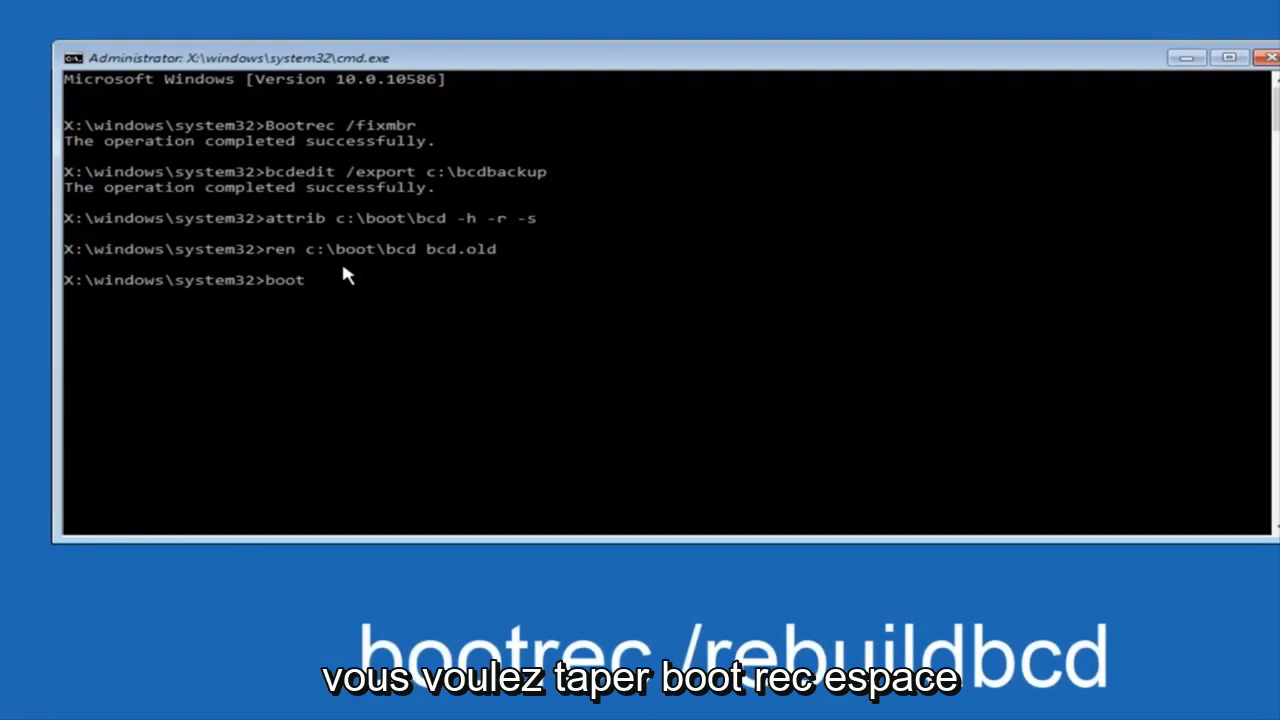 Administrator: X:\windows\system32\cmd.exe
Microsoft Windows [Version 10.0.10586]
X:\windows\system32>Bootrec /fixmbr
The operation completed successfully.
X:\windows\system32>bcdedit /export c:\bcdbackup
The operation completed successfully.
X:\windows\system32>attrib c:\boot\bcd -h -r -s
X:\windows\system32>ren c:\boot\bcd bcd.old
X:\windows\system32>boot
bootrec /rebuildbcd
vous voulez taper boot rec espace